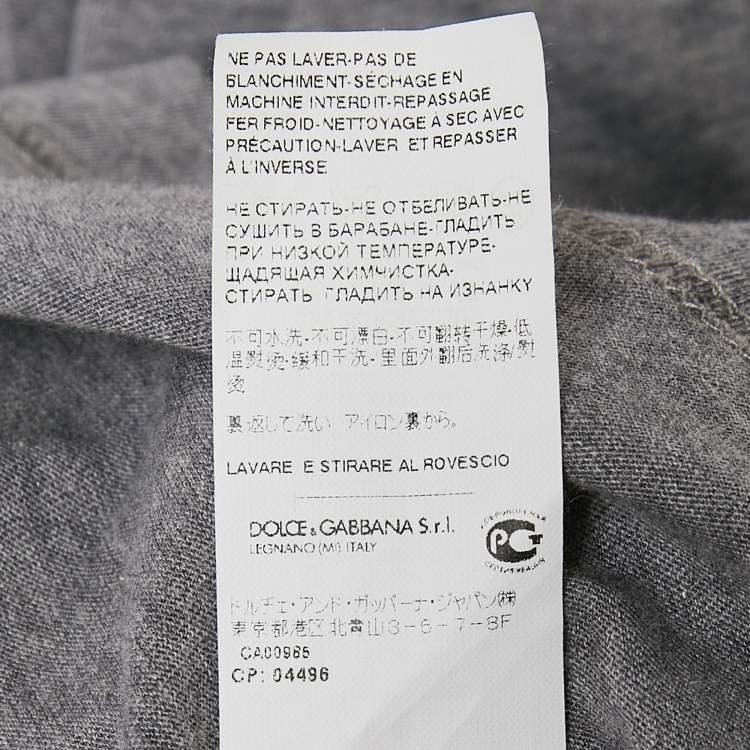 NE PAS LAVER-PAS DE
BLANCHIMENT-SÉCHAGE EN
MACHINE INTERDIT-REPASSAGE
FER FROID-NETTOYAGE À SEC AVEC
PRÉCAUTION-LAVER ET REPASSER
À L'INVERSE
НЕ СТИРАТЬ-НЕ ОТБЕЛИВАТЬ-НЕ
СУШИТЬ В БАРАБАНЕ-ГЛАДИТЬ
ПРИ НИЗКОЙ ТЕМПЕРАТУРЕ-
ЩАДЯЩАЯ ХИМЧИСТКА-
СТИРАТЬ ГЛАДИТЬ НА ИЗНАНКУ
不可水洗-不可漂白-不可翻转干燥-低
温熨烫-缓和干洗-里面外翻后洗涤/熨
烫
裏返して洗い アイロン裏から。
LAVARE E STIRARE AL ROVESCIO
DOLCE & GABBANA S.r.l.
LEGNANO (MI) ITALY
PCT
ドルチェ・アンド・ガッバーナ・ジャパン(株)
東京都港区北青山3-6-7-8F
CA00965
CP: 04496